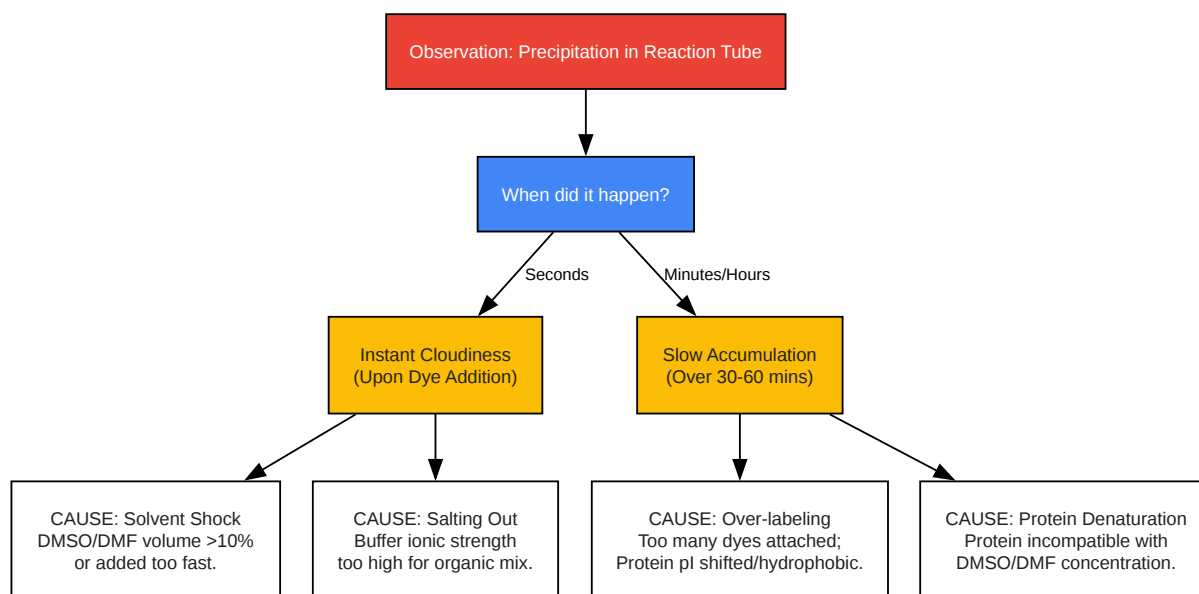 Observation: Precipitation in Reaction Tube
When did it happen?
Seconds
Minutes/Hours
Instant Cloudiness
(Upon Dye Addition)
Slow Accumulation
(Over 30-60 mins)
CAUSE: Solvent Shock
DMSO/DMF volume >10%
or added too fast.
CAUSE: Salting Out
Buffer ionic strength
too high for organic mix.
CAUSE: Over-labeling
Too many dyes attached;
Protein pI shifted/hydrophobic.
CAUSE: Protein Denaturation
Protein incompatible with
DMSO/DMF concentration.